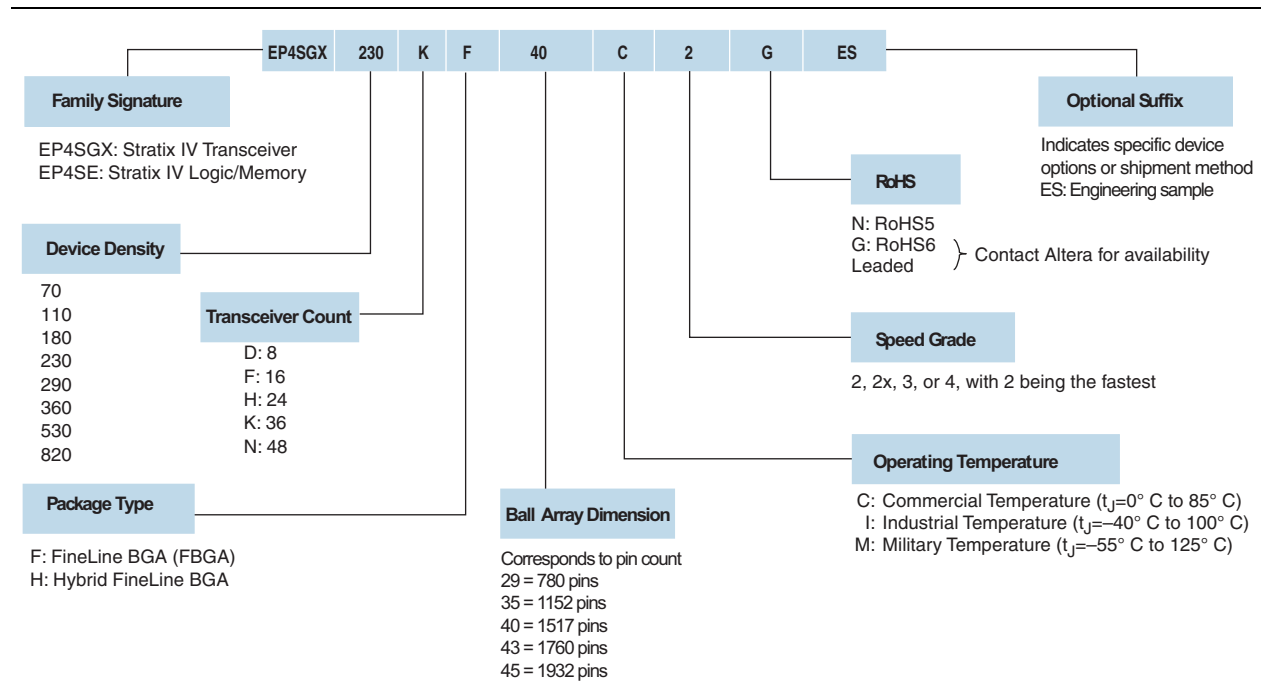 EP4SGX 230 K F 40 C 2 G ES
Family Signature
EP4SGX: Stratix IV Transceiver
EP4SE: Stratix IV Logic/Memory
Optional Suffix
Indicates specific device
options or shipment method
ES: Engineering sample
RoHS
N: RoHS5
G: RoHS6
Leaded
Contact Altera for availability
Device Density
70
110
180
230
290
360
530
820
Transceiver Count
D: 8
F: 16
H: 24
K: 36
N: 48
Speed Grade
2, 2x, 3, or 4, with 2 being the fastest
Operating Temperature
C: Commercial Temperature (tJ=0° C to 85° C)
I: Industrial Temperature (tJ=–40° C to 100° C)
M: Military Temperature (tJ=–55° C to 125° C)
Package Type
F: FineLine BGA (FBGA)
H: Hybrid FineLine BGA
Ball Array Dimension
Corresponds to pin count
29 = 780 pins
35 = 1152 pins
40 = 1517 pins
43 = 1760 pins
45 = 1932 pins